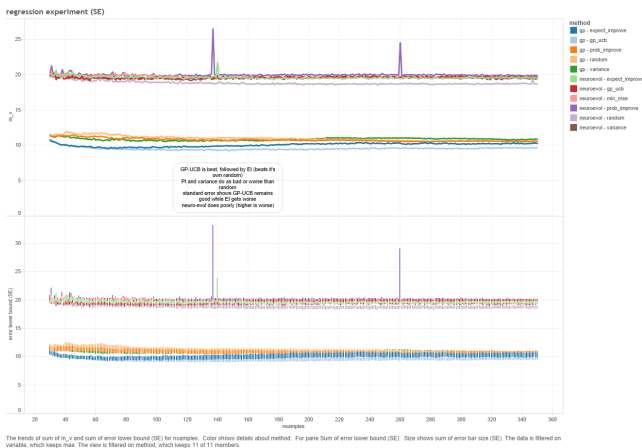 regression experiment (SE)
method
gp - expect_improve
gp - gp_ucb
gp - prob_improve
gp - random
gp - variance
neuroevol - expect_improve
neuroevol - gp_ucb
neuroevol - min_mse
neuroevol - prob_improve
neuroevol - random
neuroevol - variance
25
20
15
10
5
0
m_v
GP-UCB is best, followed by EI (beats it's
own random)
PI and variance do as bad or worse than
random
standard error shows GP-UCB remains
good while EI gets worse
neuro-evol does poorly (higher is worse)
30
25
20
15
10
5
0
error lower bound (SE)
20 40 60 80 100 120 140 160 180 200 220 240 260 280 300 320 340 360
nsamples
The trends of sum of m_v and sum of error lower bound (SE) for nsamples. Color shows details about method. For pane Sum of error lower bound (SE): Size shows sum of error bar size (SE). The data is filtered on
variable, which keeps mae. The view is filtered on method, which keeps 11 of 11 members.